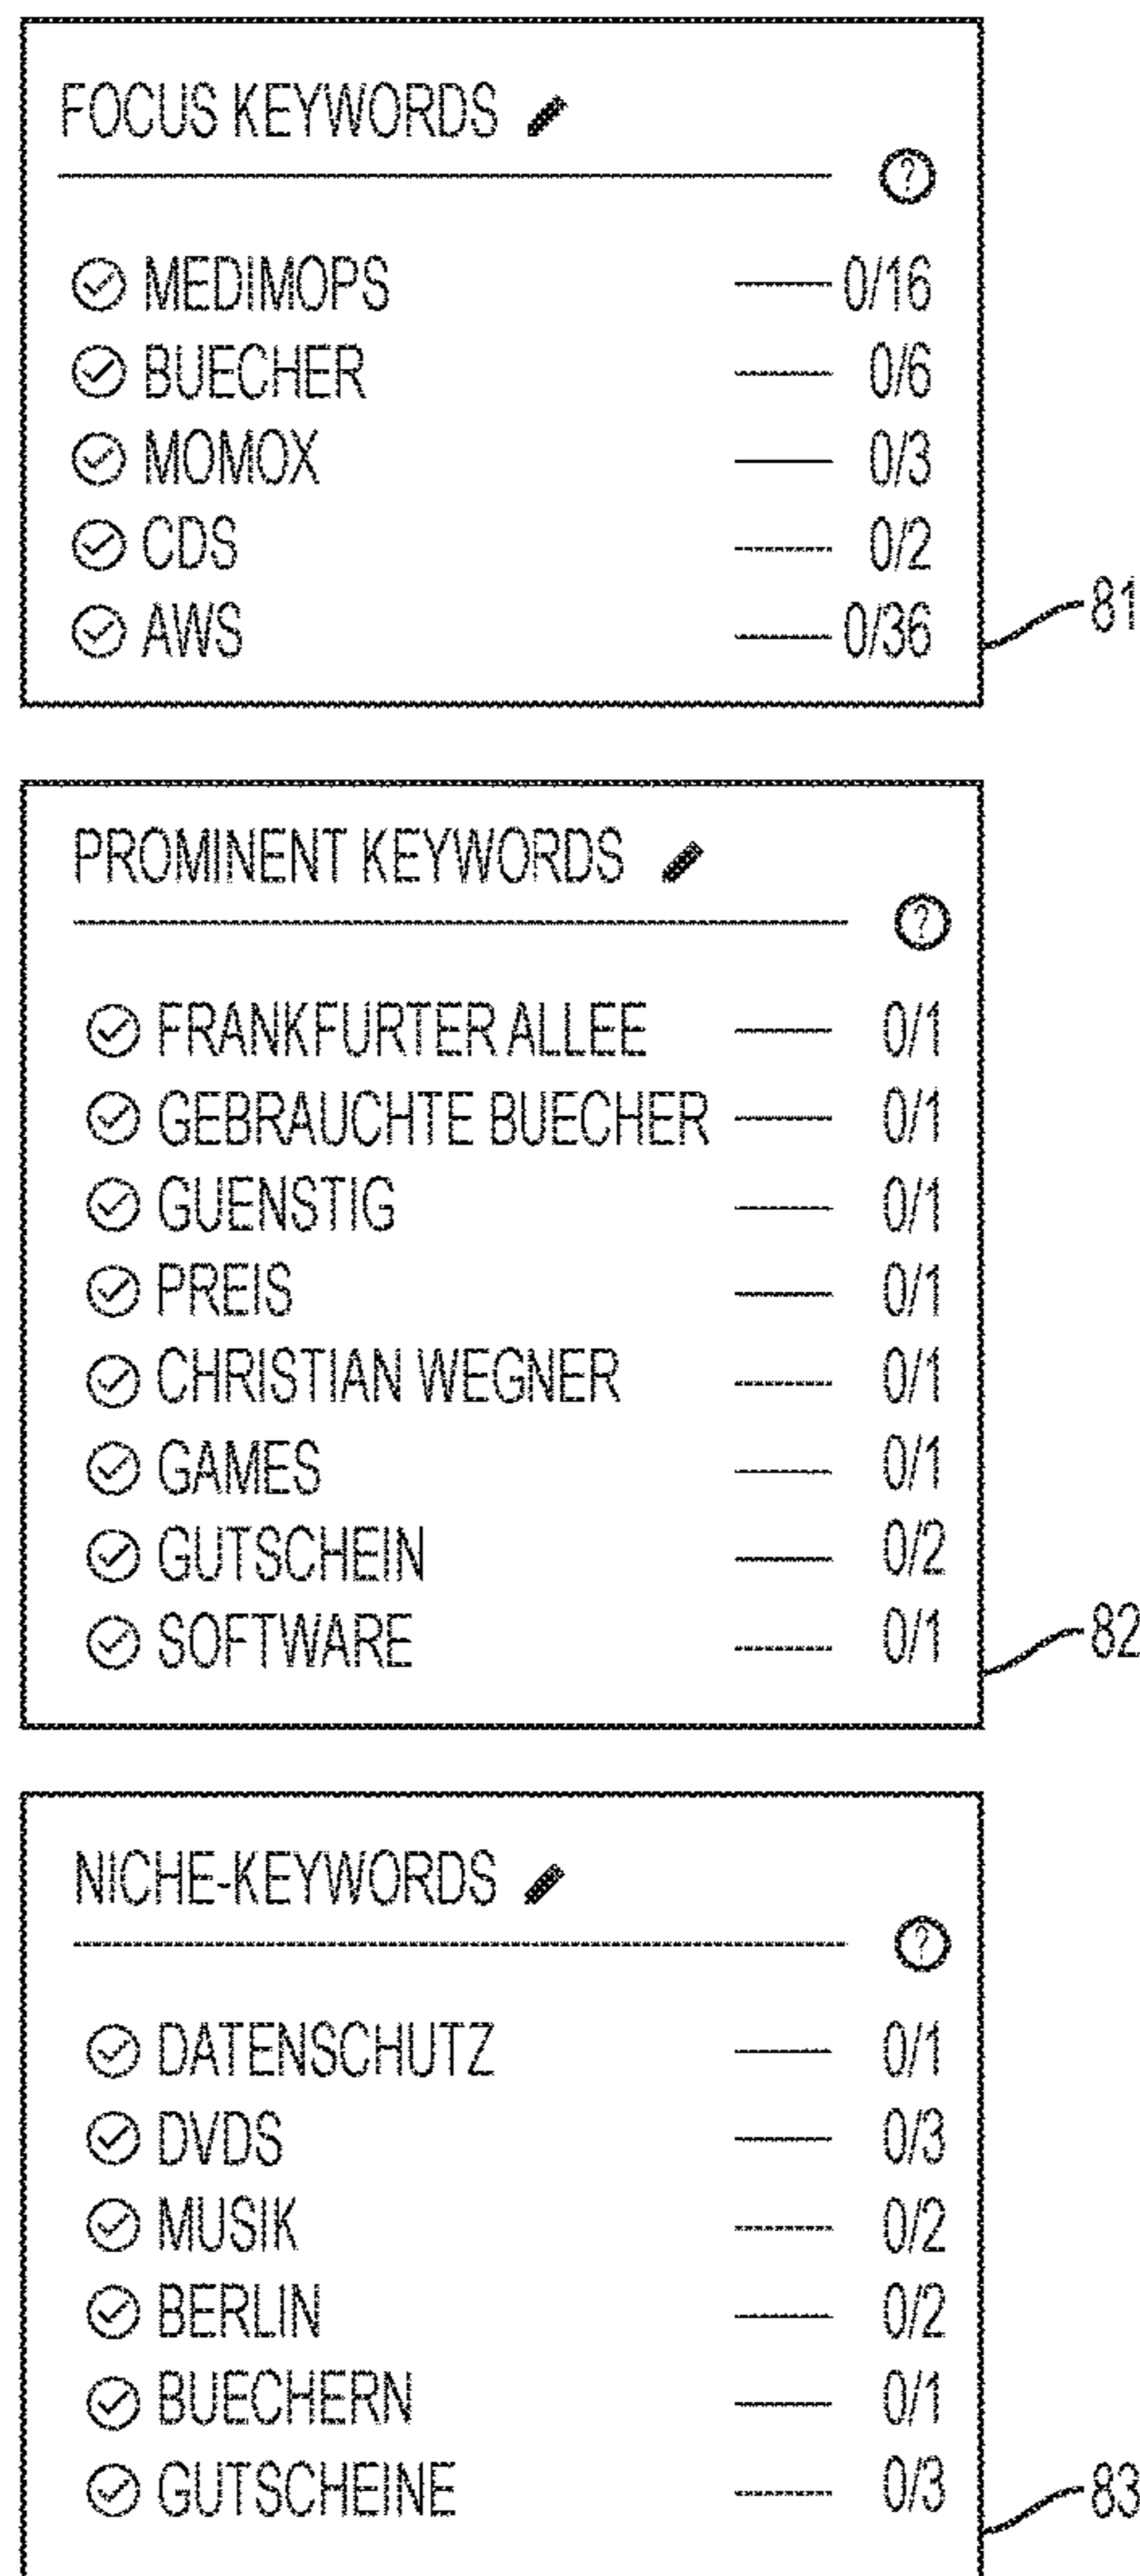 FOCUS KEYWORDS
?
MEDIMOPS 0/16
BUECHER 0/6
MOMOX 0/3
CDS 0/2
AWS 0/36
81
PROMINENT KEYWORDS
?
FRANKFURTER ALLEE 0/1
GEBRAUCHTE BUECHER 0/1
GUENSTIG 0/1
PREIS 0/1
CHRISTIAN WEGNER 0/1
GAMES 0/1
GUTSCHEIN 0/2
SOFTWARE 0/1
82
NICHE-KEYWORDS
?
DATENSCHUTZ 0/1
DVDS 0/3
MUSIK 0/2
BERLIN 0/2
BUECHERN 0/1
GUTSCHEINE 0/3
83